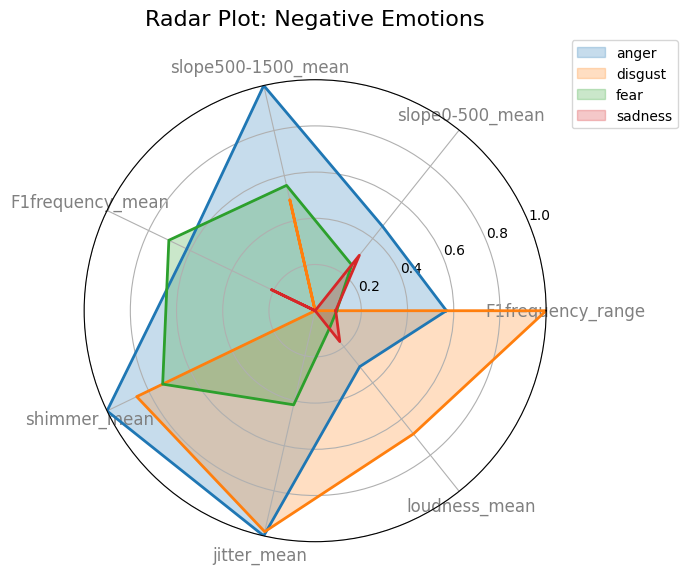 Radar Plot: Negative Emotions
anger
disgust
fear
sadness
slope500-1500_mean
slope0-500_mean
F1frequency_mean
1.0
0.8
0.6
0.4
0.2
F1frequency_range
shimmer_mean
loudness_mean
jitter_mean